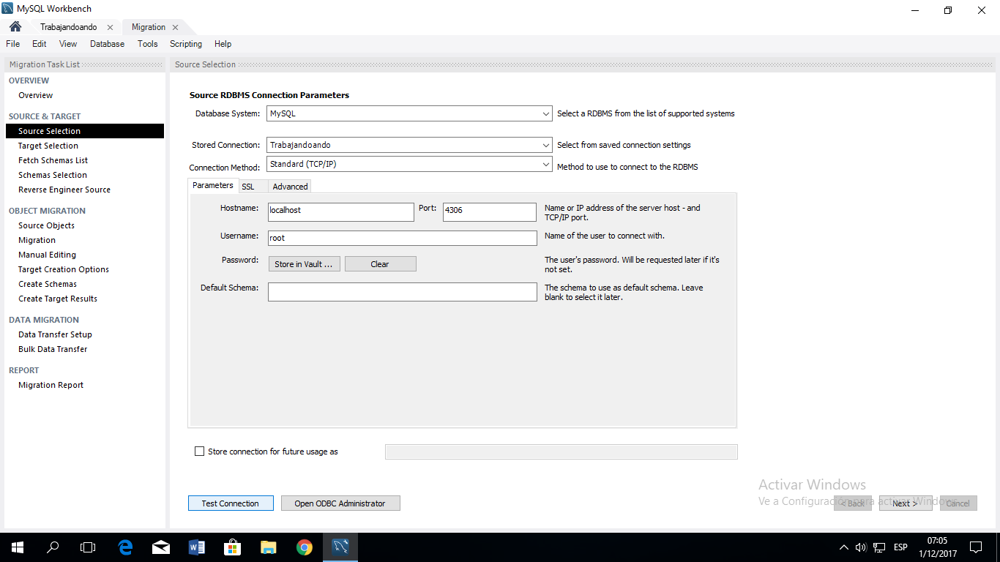 MySQL Workbench
Trabajandoando
Migration
File Edit View Database Tools Scripting Help
Migration Task List
OVERVIEW
Overview
SOURCE & TARGET
Source Selection
Target Selection
Fetch Schemas List
Schemas Selection
Reverse Engineer Source
OBJECT MIGRATION
Source Objects
Migration
Manual Editing
Target Creation Options
Create Schemas
Create Target Results
DATA MIGRATION
Data Transfer Setup
Bulk Data Transfer
REPORT
Migration Report
Source Selection
Source RDBMS Connection Parameters
Database System: MySQL Select a RDBMS from the list of supported systems
Stored Connection: Trabajandoando Select from saved connection settings
Connection Method: Standard (TCP/IP) Method to use to connect to the RDBMS
Parameters SSL Advanced
Hostname: localhost Port: 4306 Name or IP address of the server host - and
TCP/IP port.
Username: root Name of the user to connect with.
Password: Store in Vault ... Clear The user's password. Will be requested later if it's
not set.
Default Schema: The schema to use as default schema. Leave
blank to select it later.
Store connection for future usage as
Test Connection Open ODBC Administrator
Activar Windows
Ve a Configuración para activar Windows.
< Back Next > Cancel
ESP
07:05
1/12/2017